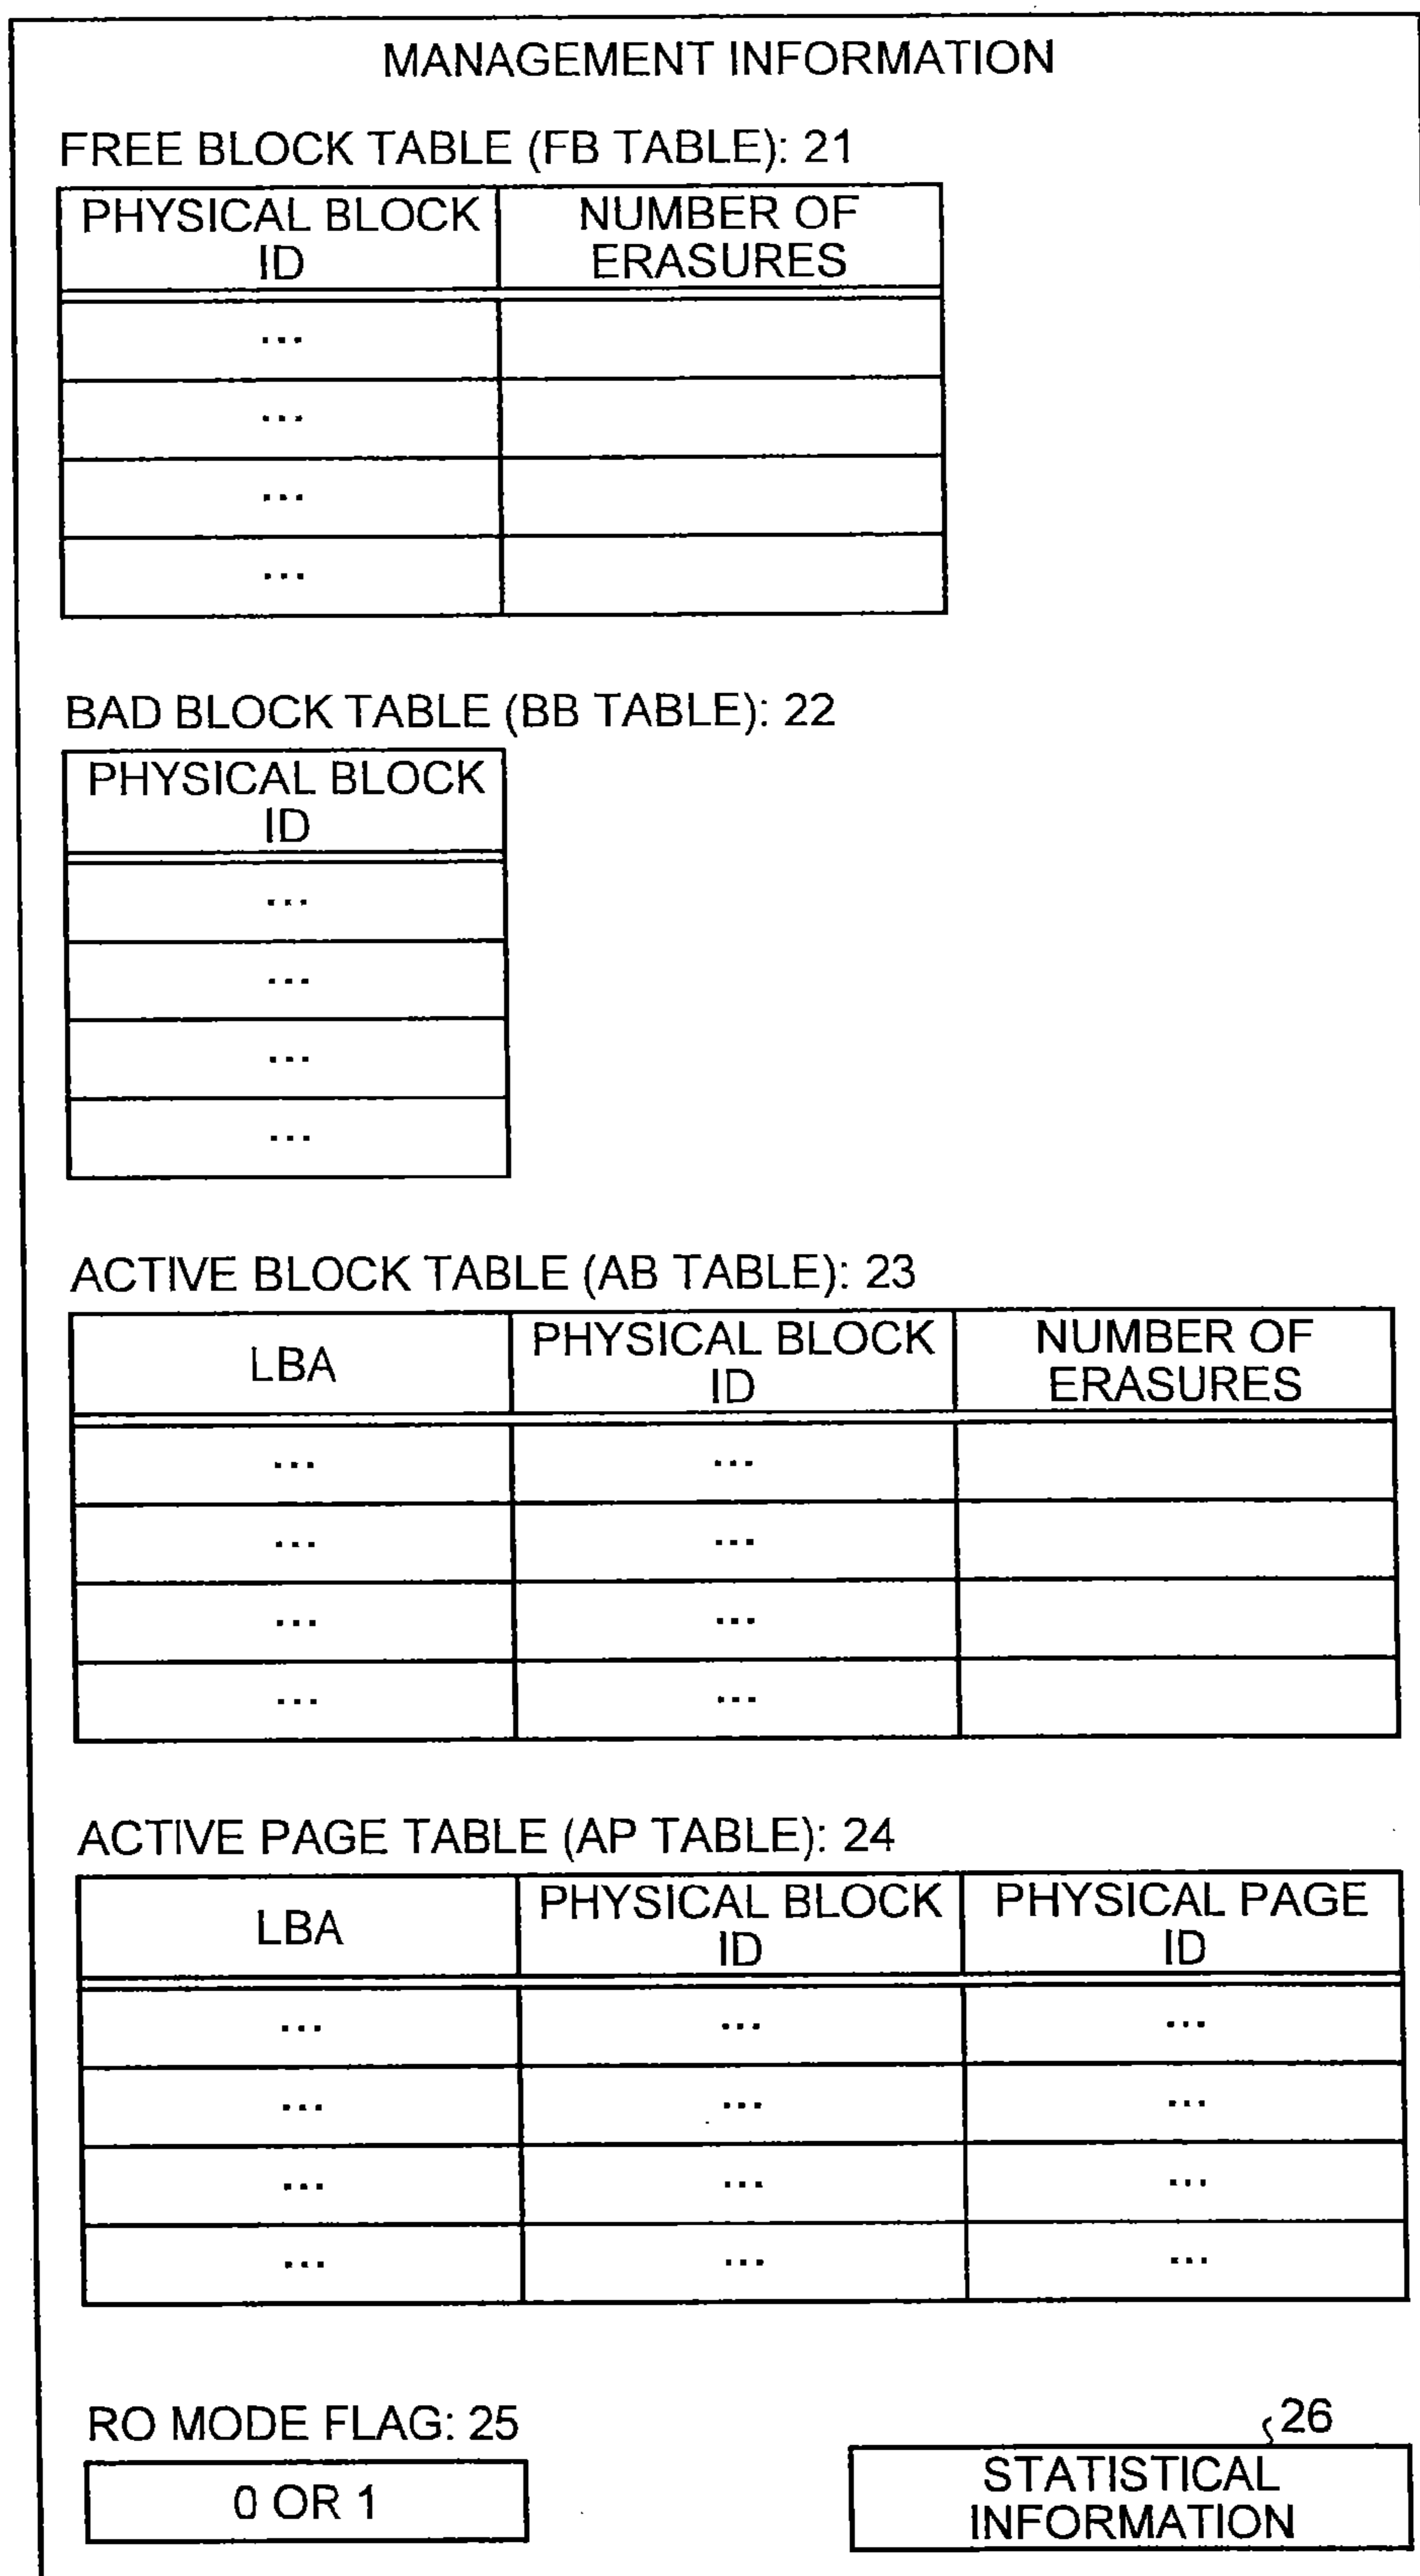 MANAGEMENT INFORMATION
FREE BLOCK TABLE (FB TABLE): 21
PHYSICAL BLOCK ID NUMBER OF ERASURES
...
...
...
...
BAD BLOCK TABLE (BB TABLE): 22
PHYSICAL BLOCK ID
...
...
...
...
ACTIVE BLOCK TABLE (AB TABLE): 23
LBA PHYSICAL BLOCK ID NUMBER OF ERASURES
... ...
... ...
... ...
... ...
ACTIVE PAGE TABLE (AP TABLE): 24
LBA PHYSICAL BLOCK ID PHYSICAL PAGE ID
... ... ...
... ... ...
... ... ...
... ... ...
RO MODE FLAG: 25
0 OR 1
26
STATISTICAL
INFORMATION